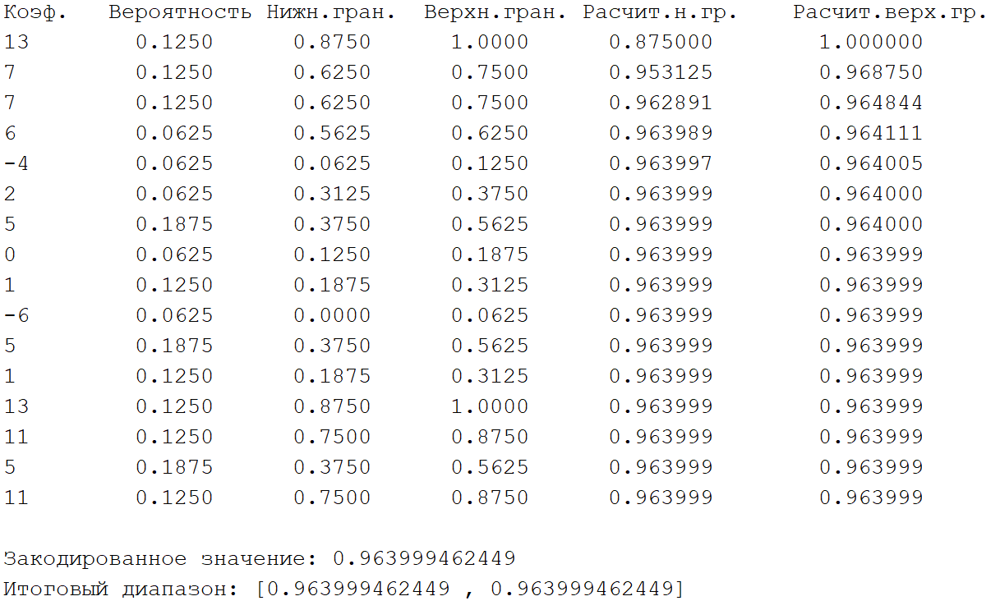 Коэф. Вероятность Нижн.гран. Верхн.гран. Расчит.н.гр. Расчит.верх.гр.
13 0.1250 0.8750 1.0000 0.875000 1.000000
7 0.1250 0.6250 0.7500 0.953125 0.968750
7 0.1250 0.6250 0.7500 0.962891 0.964844
6 0.0625 0.5625 0.6250 0.963989 0.964111
-4 0.0625 0.0625 0.1250 0.963997 0.964005
2 0.0625 0.3125 0.3750 0.963999 0.964000
5 0.1875 0.3750 0.5625 0.963999 0.964000
0 0.0625 0.1250 0.1875 0.963999 0.963999
1 0.1250 0.1875 0.3125 0.963999 0.963999
-6 0.0625 0.0000 0.0625 0.963999 0.963999
5 0.1875 0.3750 0.5625 0.963999 0.963999
1 0.1250 0.1875 0.3125 0.963999 0.963999
13 0.1250 0.8750 1.0000 0.963999 0.963999
11 0.1250 0.7500 0.8750 0.963999 0.963999
5 0.1875 0.3750 0.5625 0.963999 0.963999
11 0.1250 0.7500 0.8750 0.963999 0.963999
Закодированное значение: 0.963999462449
Итоговый диапазон: [0.963999462449 , 0.963999462449]